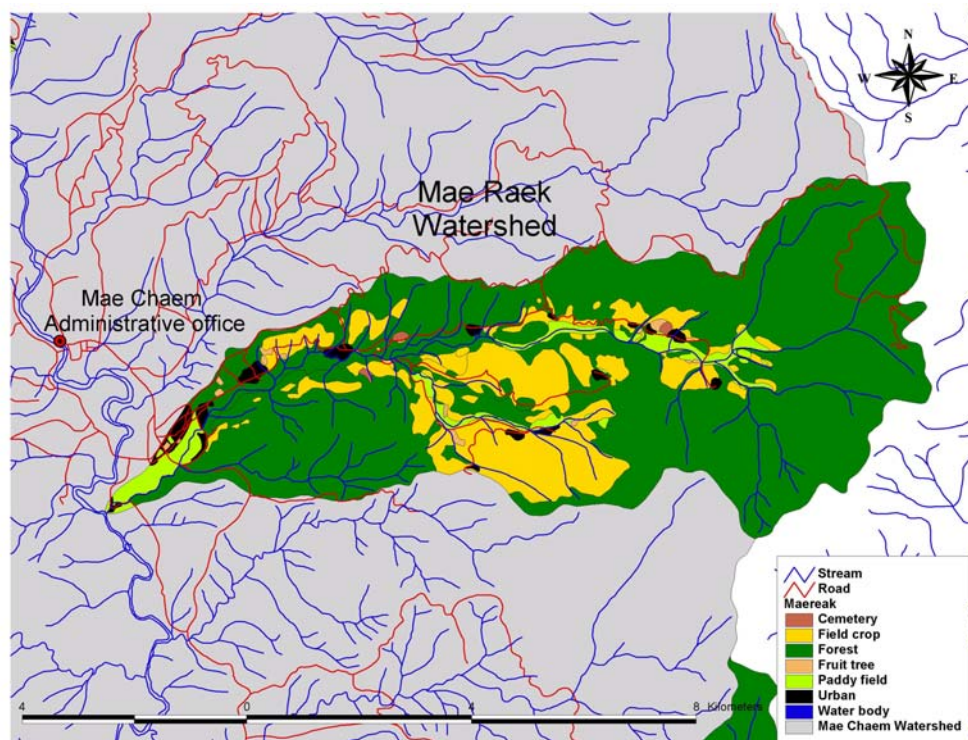 N
W E
S
Mae Raek
Watershed
Mae Chaem
Administrative office
Stream
Road
Maereak
Cemetery
Field crop
Forest
Fruit tree
Paddy field
Urban
Water body
Mae Chaem Watershed
4 0 4 8 Kilometers